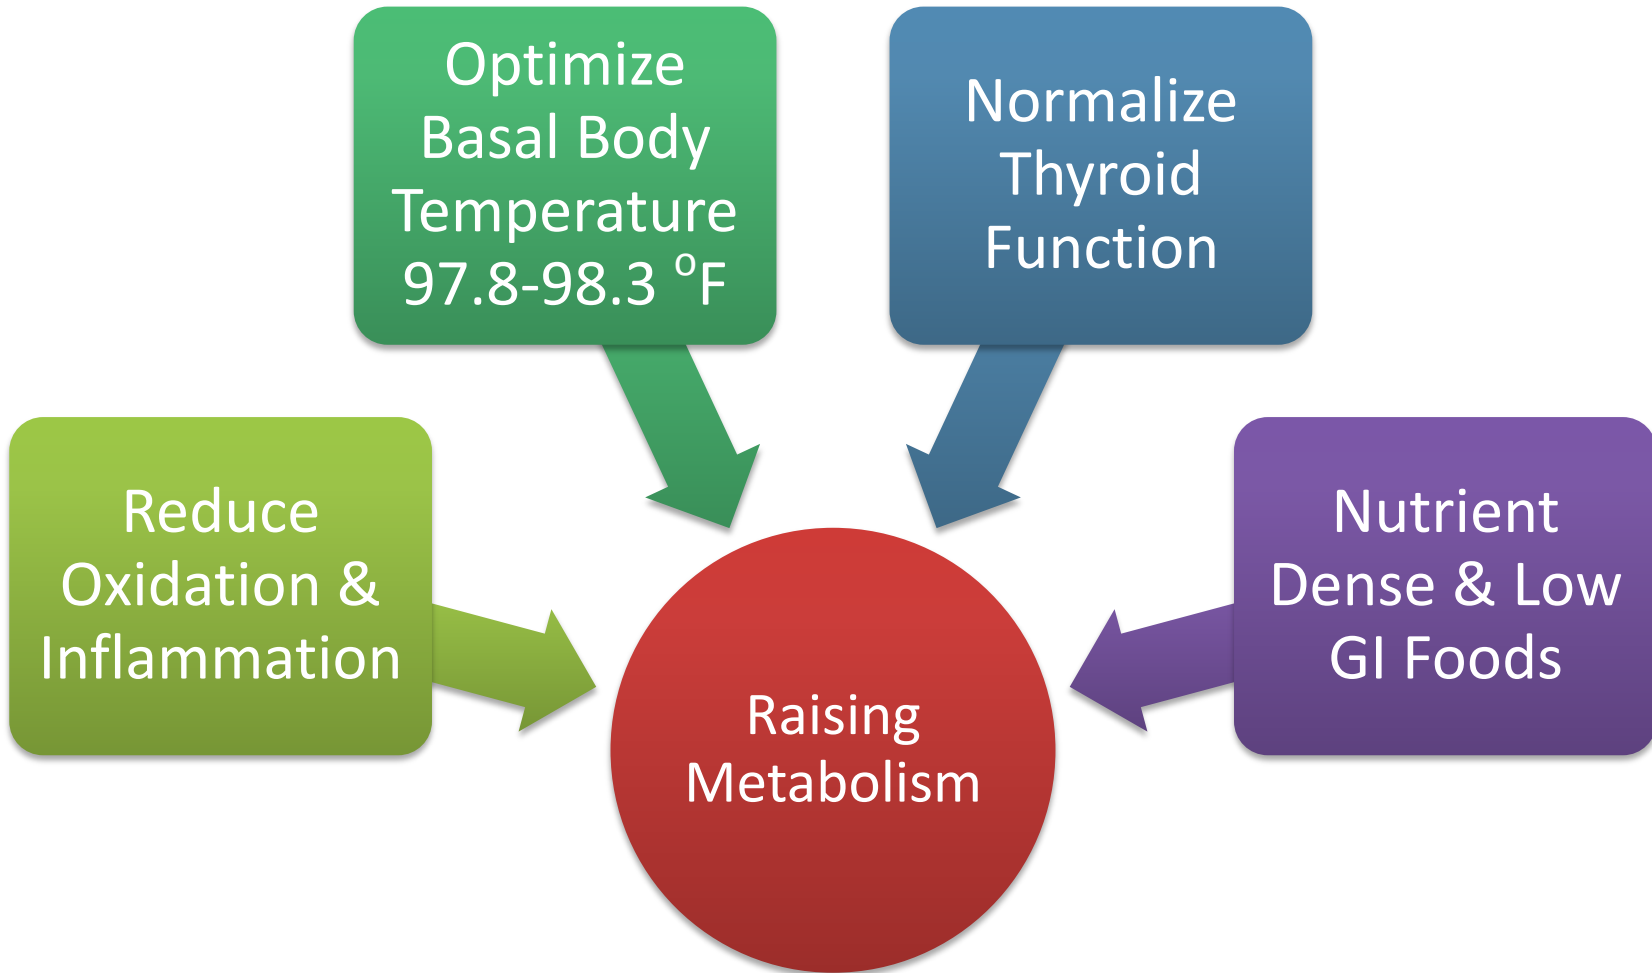 Optimize
Basal Body
Temperature
97.8-98.3 °F
Normalize
Thyroid
Function
Reduce
Oxidation &
Inflammation
Nutrient
Dense & Low
GI Foods
Raising
Metabolism